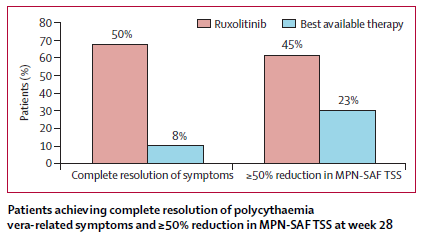 80
70
60
50
40
30
20
10
0
Patients (%)
Ruxolitinib
Best available therapy
50%
8%
45%
23%
Complete resolution of symptoms
≥50% reduction in MPN-SAF TSS
Patients achieving complete resolution of polycythaemia
vera-related symptoms and ≥50% reduction in MPN-SAF TSS at week 28